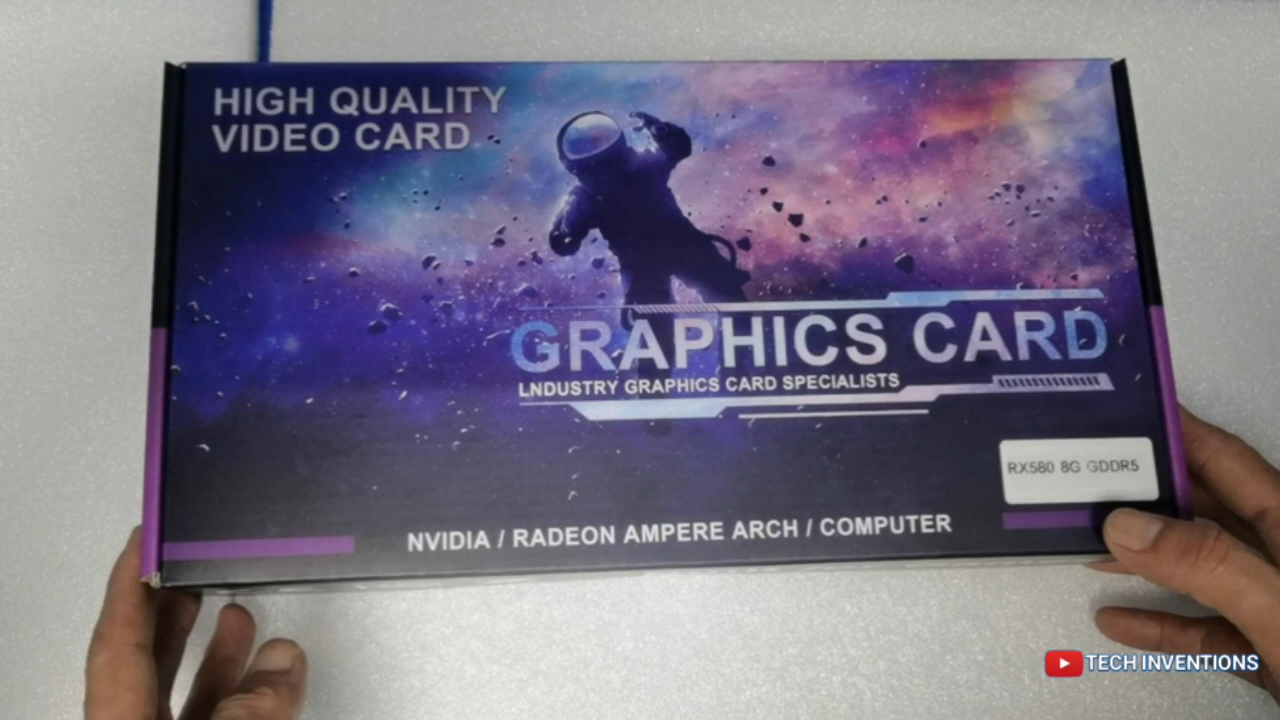 HIGH QUALITY
VIDEO CARD
GRAPHICS CARD
LNDUSTRY GRAPHICS CARD SPECIALISTS
RX580 8G GDDR5
NVIDIA / RADEON AMPERE ARCH / COMPUTER
TECH INVENTIONS